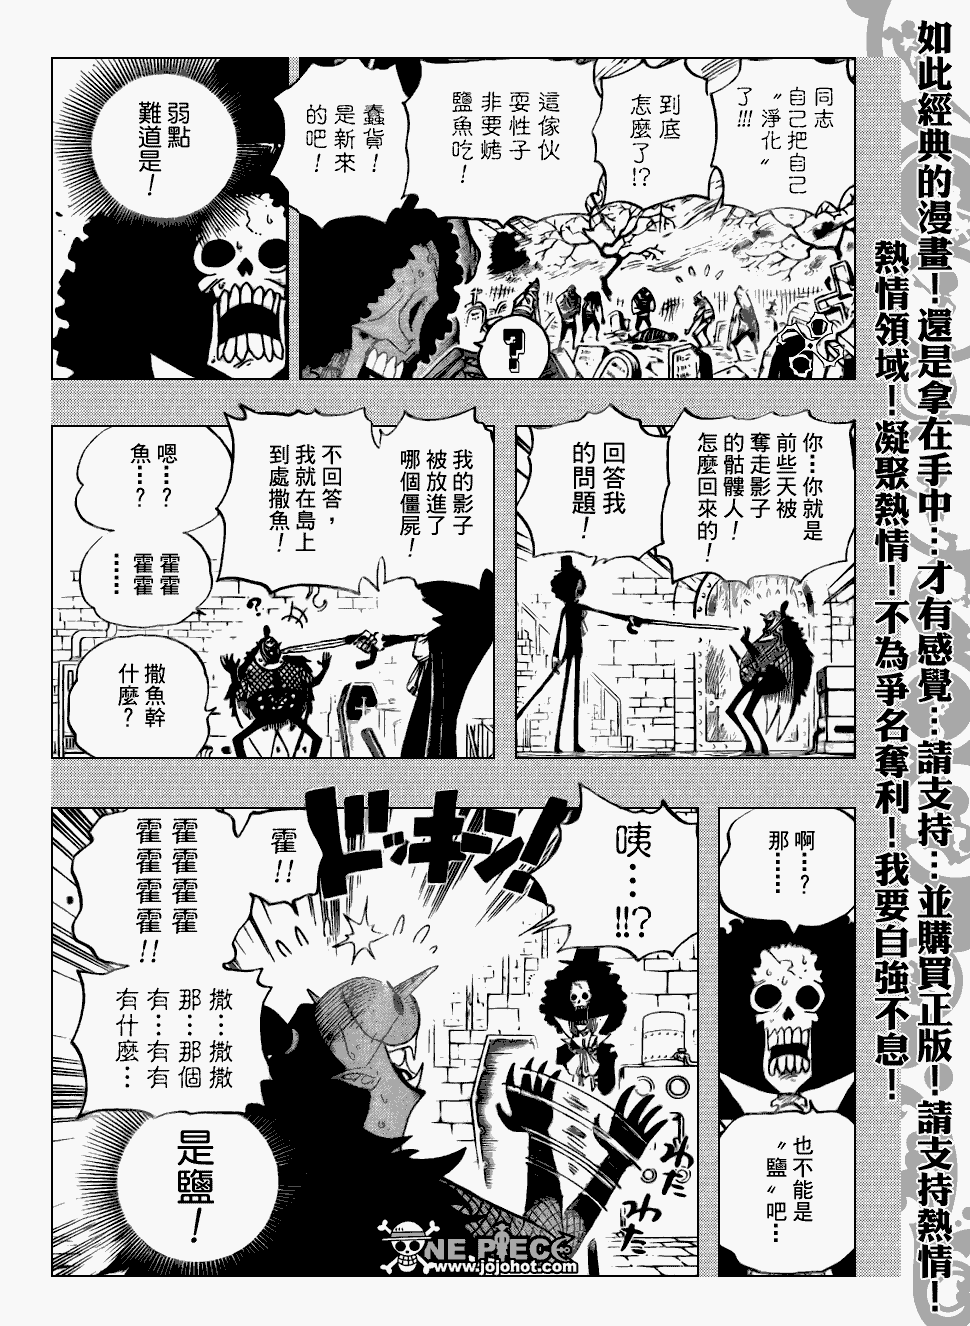 如此經典的漫畫！還是拿在手中…才有感覺…請支持…並購買正版！請支持熱情！
熱情領域！凝聚熱情！不為爭名奪利！我要自強不息！
同志
自己把自己
〝淨化〞
了!!!
到底
怎麼了!?
這傢伙
耍性子
非要烤
鹽魚吃！
蠢貨！
是新來
的吧！
?
弱點
難道是！
你…你就是
前些天被
奪走影子
的骷髏人！
怎麼回來的！
回答我
的問題！
我的影子
被放進了
哪個僵屍！
不回答，
我就在島上
到處撒魚！
嗯…？
魚…？
霍霍
霍霍
……
撒魚幹
什麼？
啊…？
那……
也不能是
〝鹽〞吧…
咦…!!?
ドッキーン!!
霍!!
霍霍霍霍
霍霍霍霍!!
撒…撒撒
那…那個
有…有有
有什麼…
是鹽！
わた
わた
ONE PIECE
www.jojohot.com